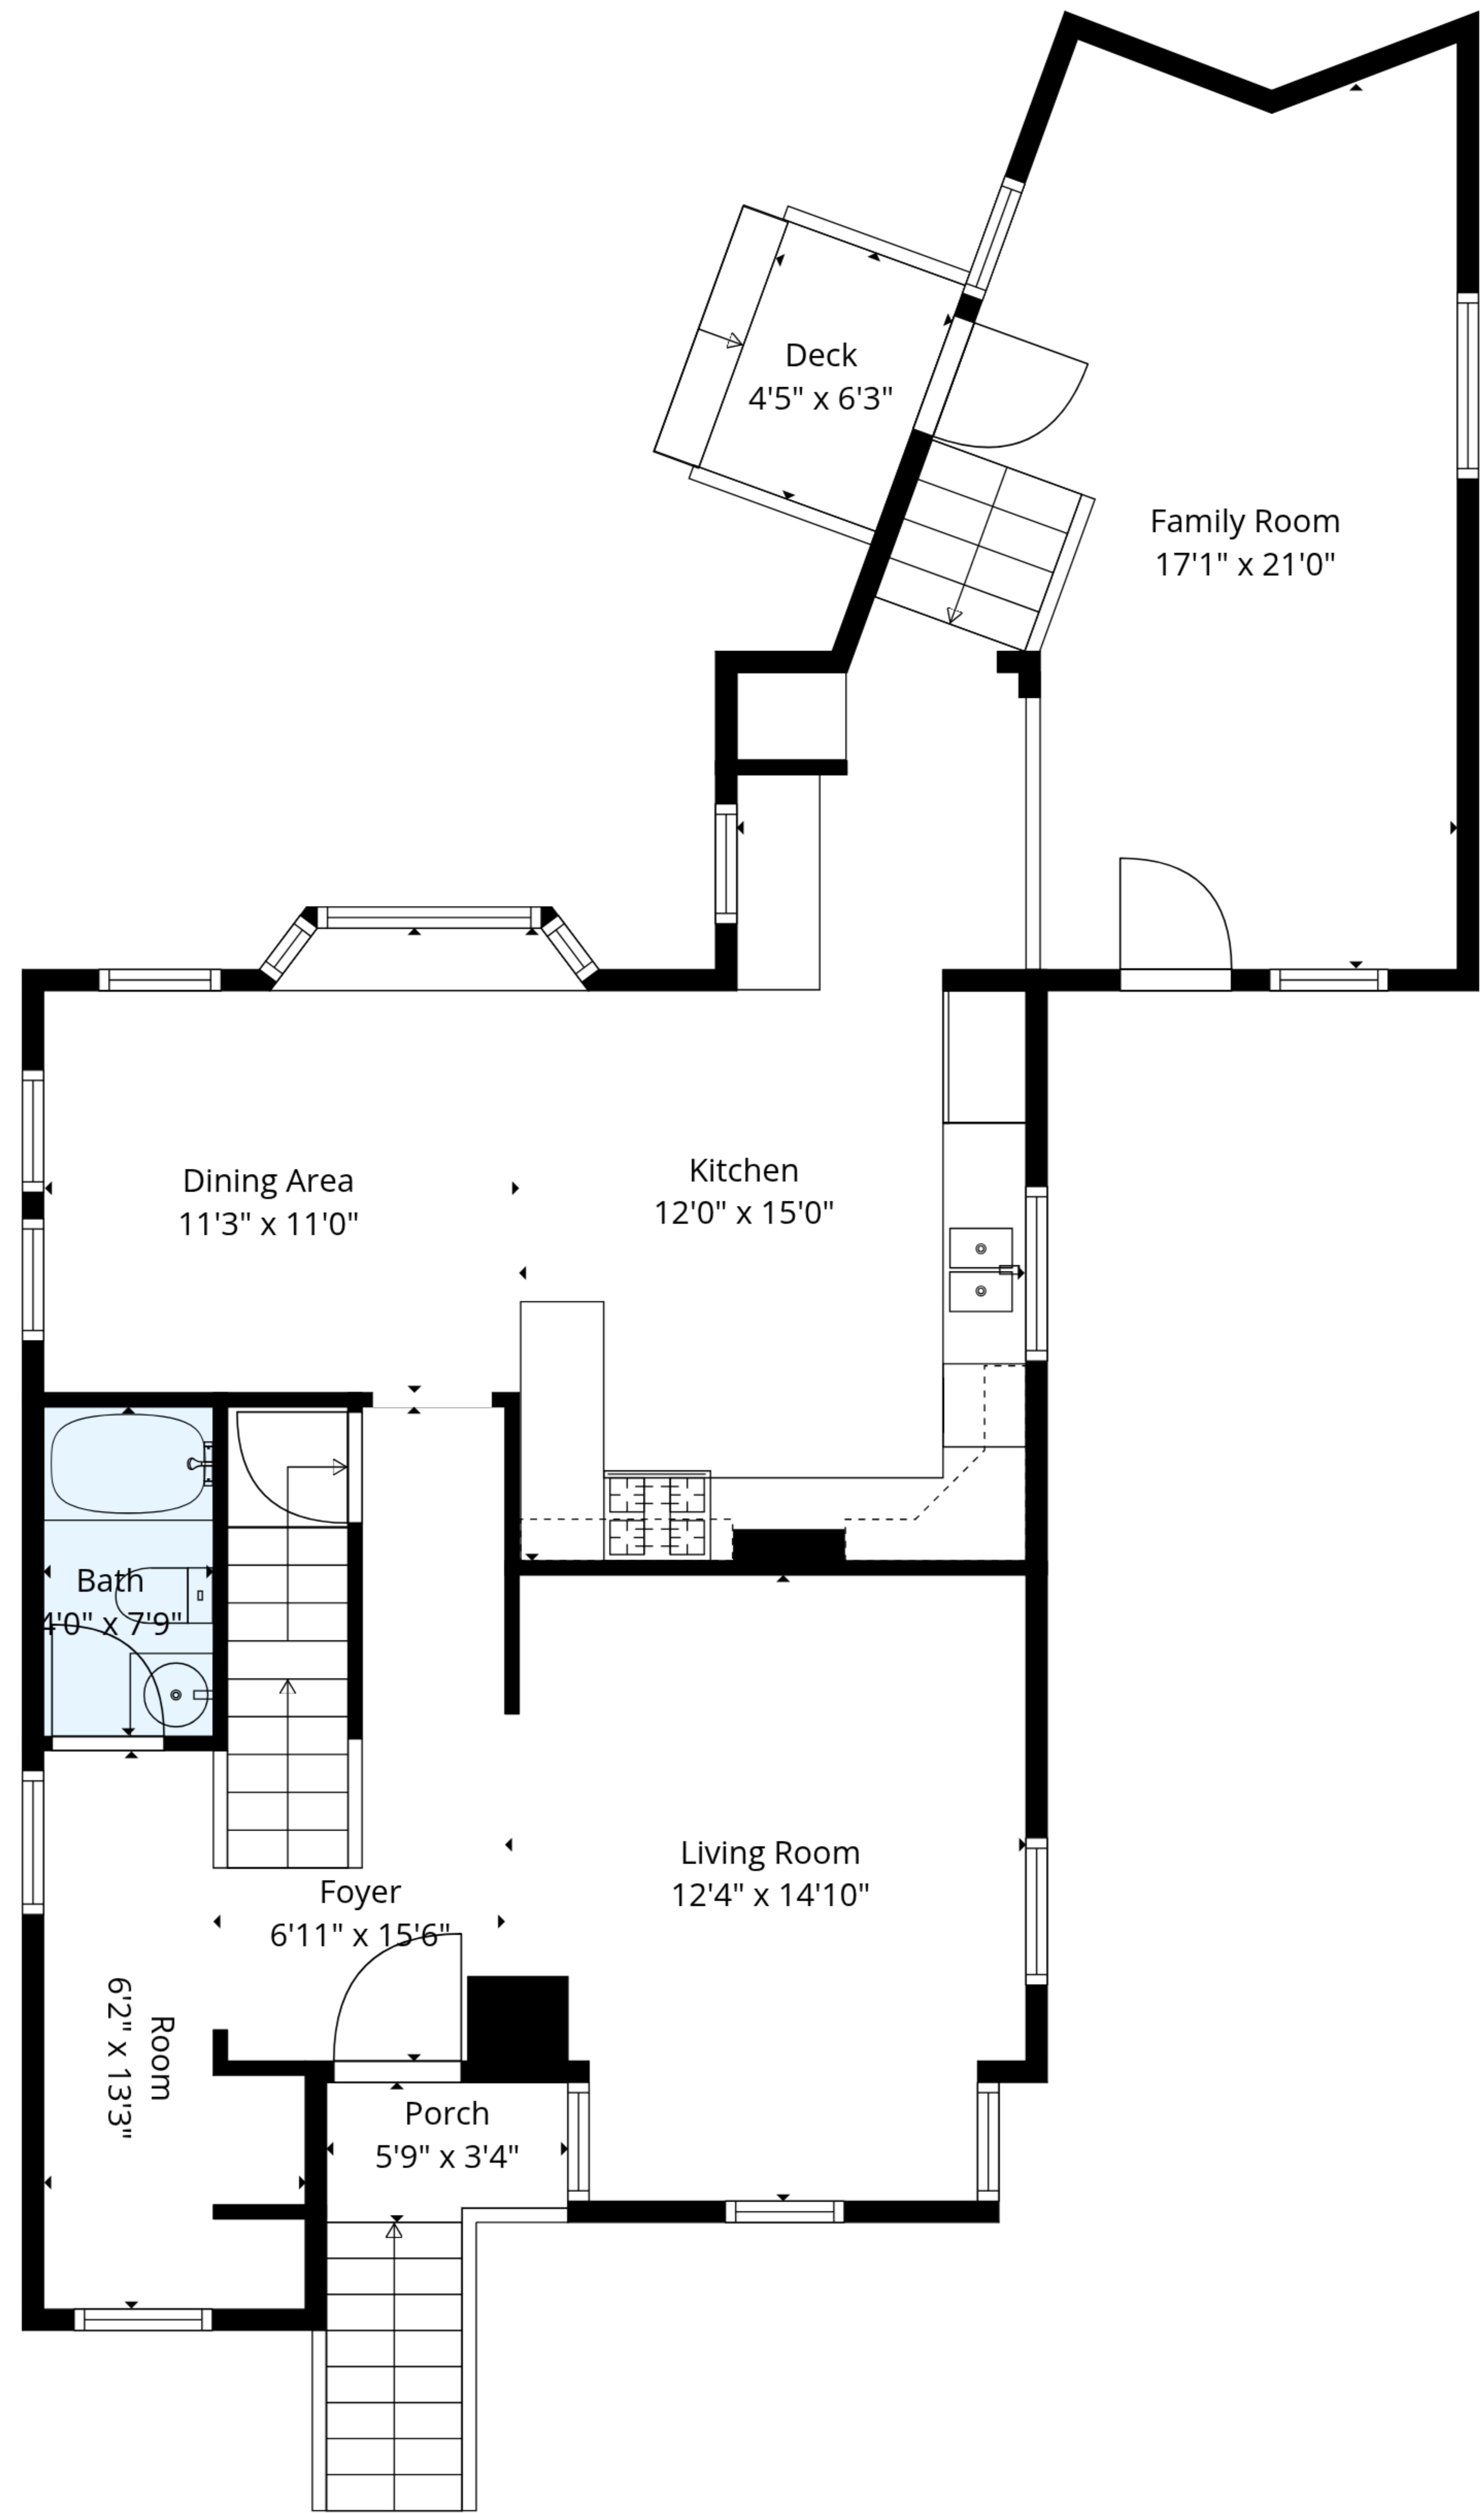 Deck
4'5" x 6'3"
Family Room
17'1" x 21'0"
Dining Area
11'3" x 11'0"
Kitchen
12'0" x 15'0"
Bath
4'0" x 7'9"
Living Room
12'4" x 14'10"
Foyer
6'11" x 15'6"
Room
6'2" x 13'3"
Porch
5'9" x 3'4"